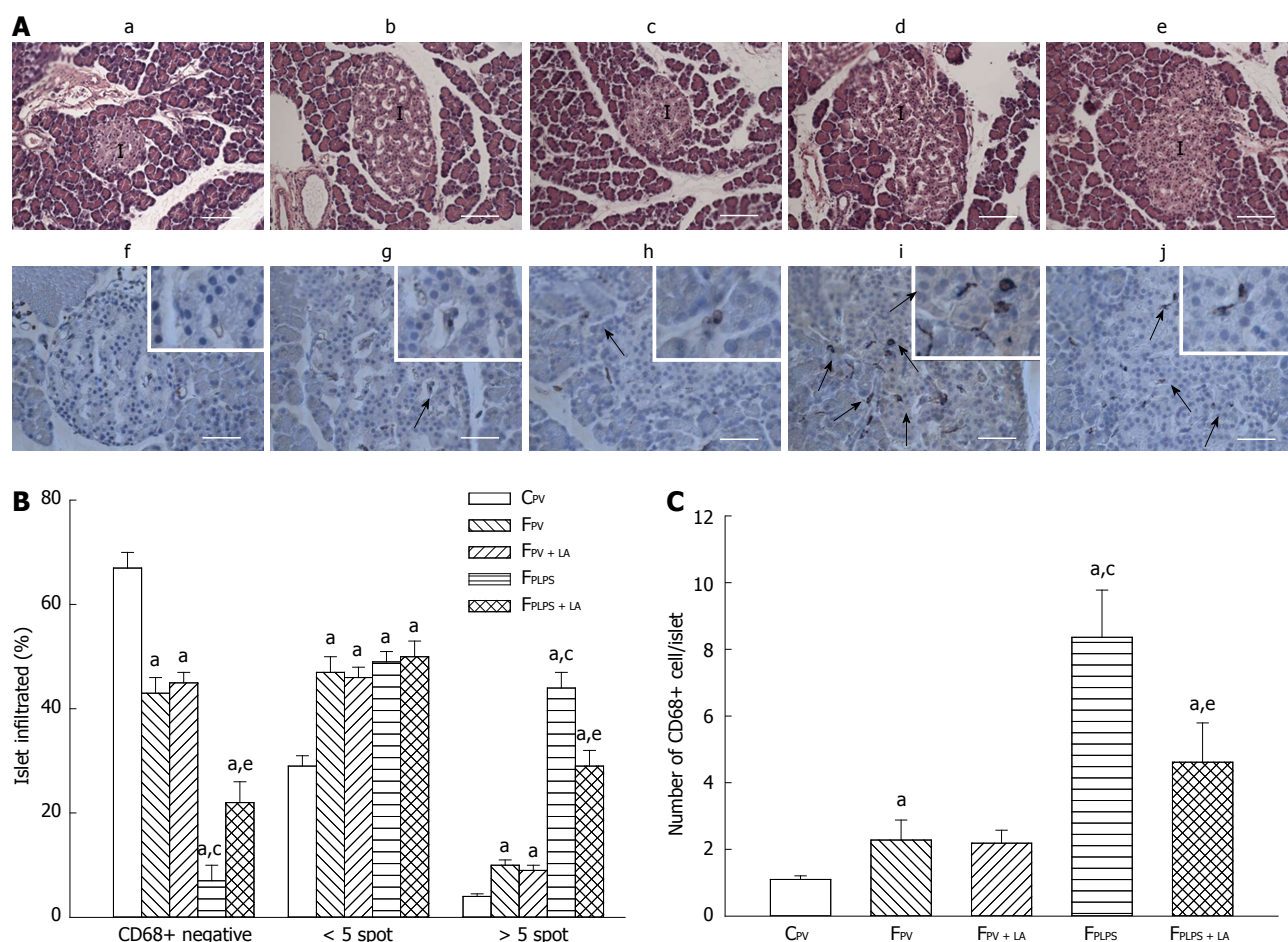 A
a b c d e
I I I I I
f g h i j
B
Islet infiltrated (%)
80
60
40
20
0
CPV
FPV
FPV + LA
FPLPS
FPLPS + LA
a a a,c a,e
a a a a
a a a,c a,e
CD68+ negative < 5 spot > 5 spot
C
Number of CD68+ cell/islet
12
10
8
6
4
2
0
a a,c a,e
CPV FPV FPV + LA FPLPS FPLPS + LA